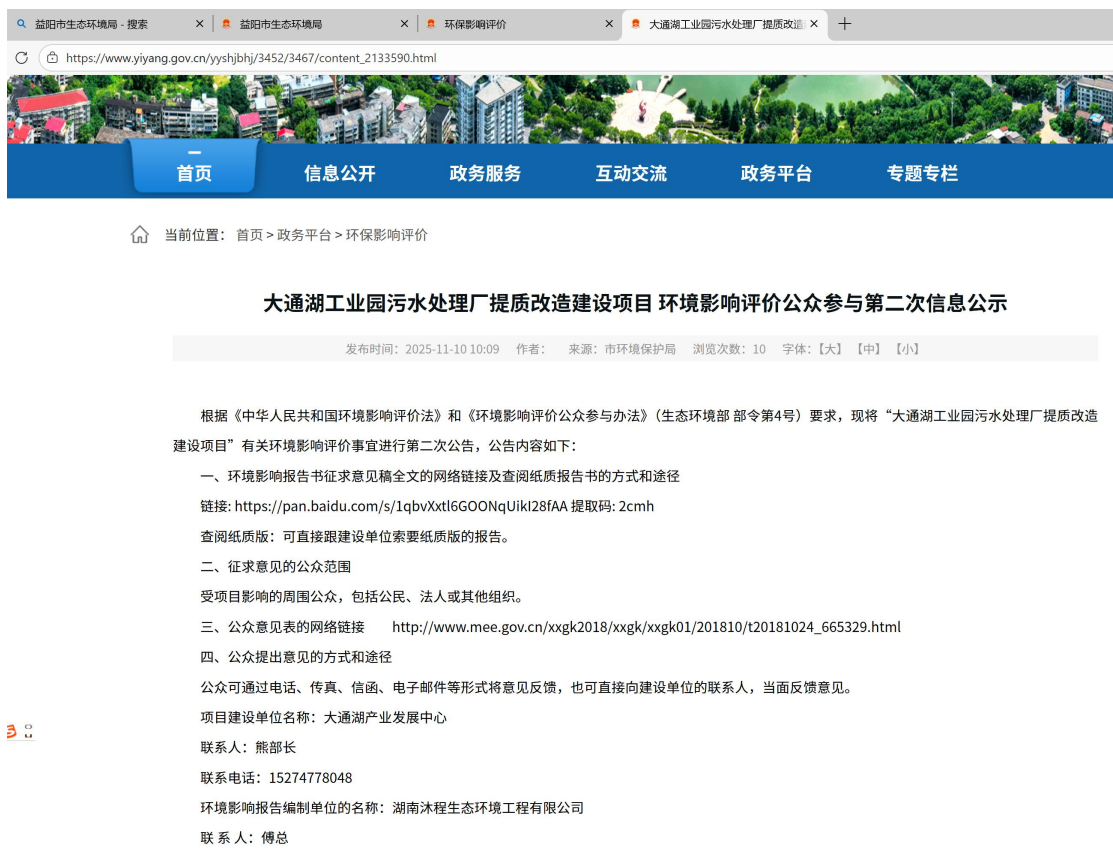 益阳市生态环境局 - 搜索
益阳市生态环境局
环保影响评价
大通湖工业园污水处理厂提质改造
https://www.yiyang.gov.cn/yyshjbhj/3452/3467/content_2133590.html
首页
信息公开
政务服务
互动交流
政务平台
专题专栏
当前位置： 首页 > 政务平台 > 环保影响评价
大通湖工业园污水处理厂提质改造建设项目 环境影响评价公众参与第二次信息公示
发布时间：2025-11-10 10:09 作者： 来源：市环境保护局 浏览次数：10 字体：【大】 【中】 【小】
根据《中华人民共和国环境影响评价法》和《环境影响评价公众参与办法》（生态环境部 部令第4号）要求，现将“大通湖工业园污水处理厂提质改造
建设项目”有关环境影响评价事宜进行第二次公告，公告内容如下：
一、环境影响报告书征求意见稿全文的网络链接及查阅纸质报告书的方式和途径
链接: https://pan.baidu.com/s/1qbvXxtl6GOONqUikI28fAA 提取码: 2cmh
查阅纸质版：可直接跟建设单位索要纸质版的报告。
二、征求意见的公众范围
受项目影响的周围公众，包括公民、法人或其他组织。
三、公众意见表的网络链接 http://www.mee.gov.cn/xxgk2018/xxgk/xxgk01/201810/t20181024_665329.html
四、公众提出意见的方式和途径
公众可通过电话、传真、信函、电子邮件等形式将意见反馈，也可直接向建设单位的联系人，当面反馈意见。
项目建设单位名称：大通湖产业发展中心
联系人：熊部长
联系电话：15274778048
环境影响报告编制单位的名称：湖南沐程生态环境工程有限公司
联 系 人：傅总